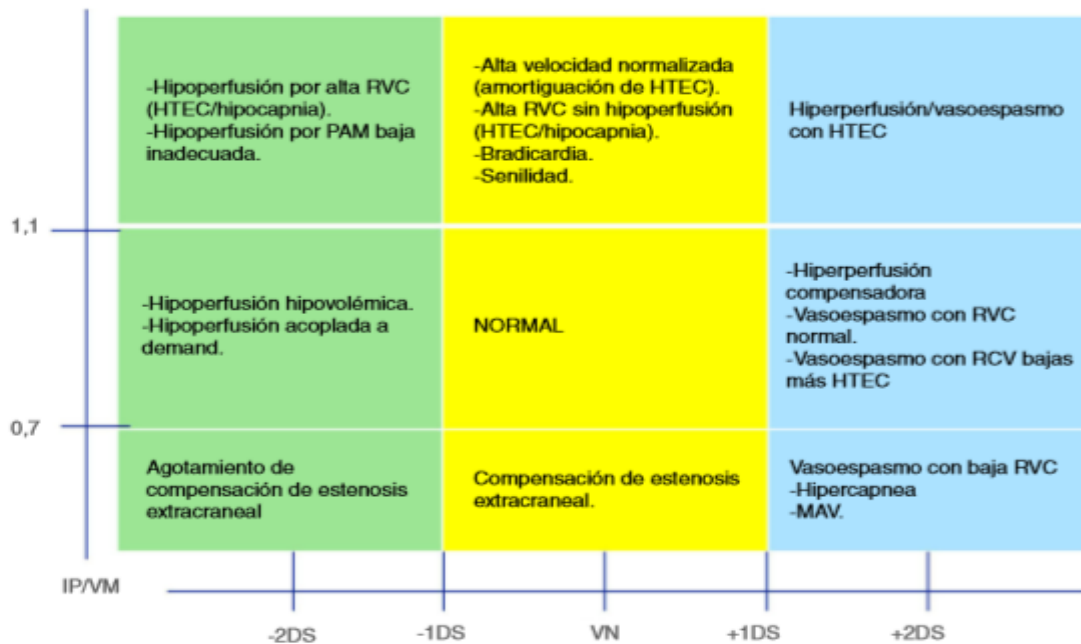 -Hipoperfusión por alta RVC
(HTEC/hipocapnia).
-Hipoperfusión por PAM baja
inadecuada.
-Alta velocidad normalizada
(amortiguación de HTEC).
-Alta RVC sin hipoperfusión
(HTEC/hipocapnia).
-Bradicardia.
-Senilidad.
Hiperperfusión/vasoespasmo
con HTEC
1,1
-Hipoperfusión hipovolémica.
-Hipoperfusión acoplada a
demand.
NORMAL
-Hiperperfusión
compensadora
-Vasoespasmo con RVC
normal.
-Vasoespasmo con RCV bajas
más HTEC
0,7
Agotamiento de
compensación de estenosis
extracraneal
Compensación de estenosis
extracraneal.
Vasoespasmo con baja RVC
-Hipercapnea
-MAV.
IP/VM
-2DS
-1DS
VN
+1DS
+2DS